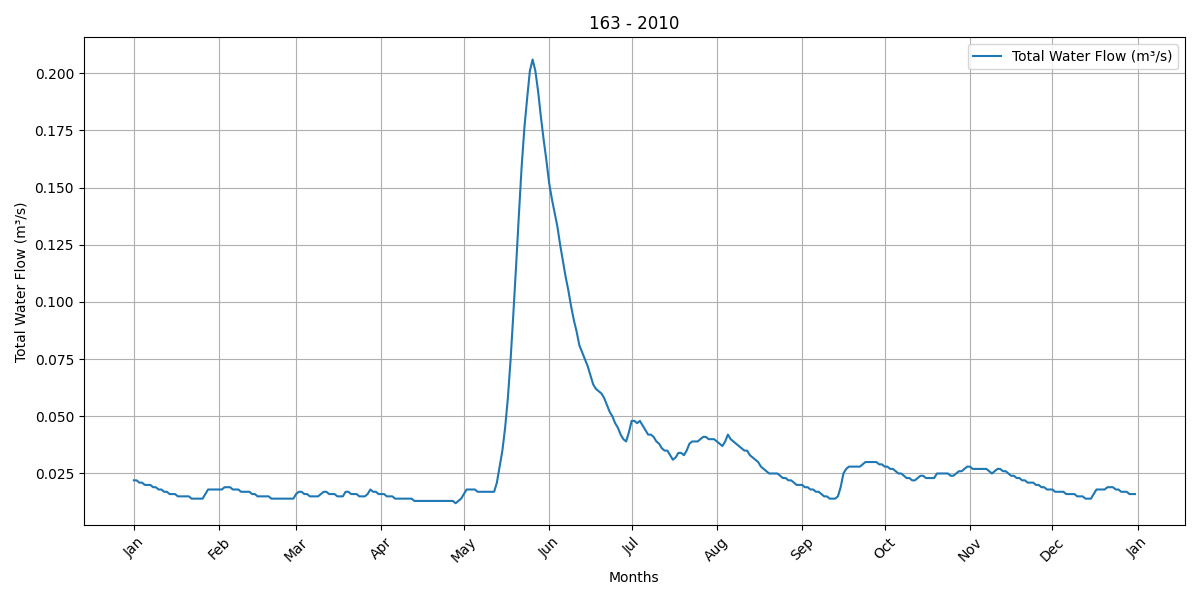 163 - 2010
Total Water Flow (m³/s)
Total Water Flow (m³/s)
0.200
0.175
0.150
0.125
0.100
0.075
0.050
0.025
Jan
Feb
Mar
Apr
May
Jun
Jul
Aug
Sep
Oct
Nov
Dec
Jan
Months